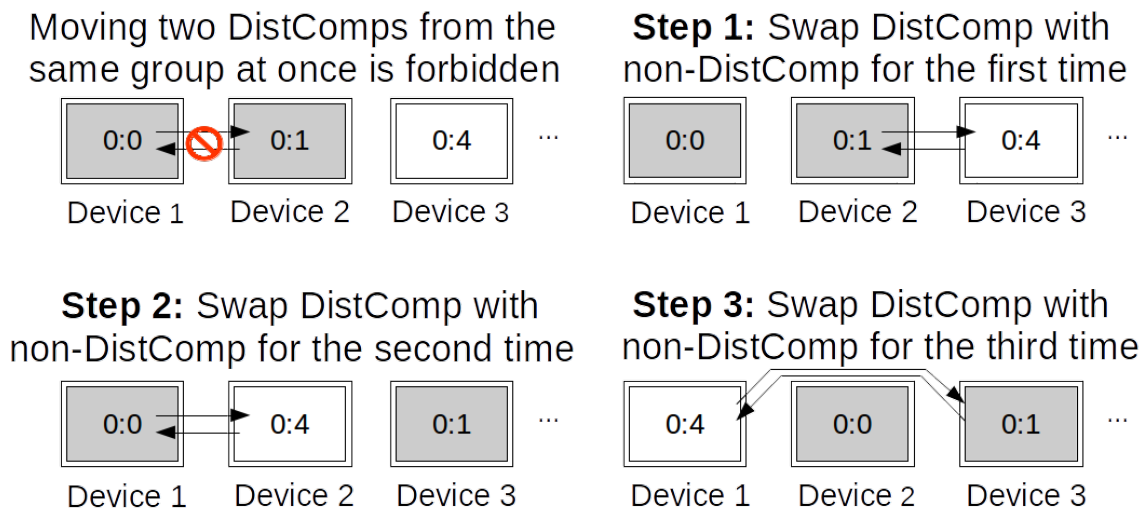 Moving two DistComps from the
same group at once is forbidden
0:0 0:1 0:4 ...
Device 1 Device 2 Device 3
Step 1: Swap DistComp with
non-DistComp for the first time
0:0 0:1 0:4 ...
Device 1 Device 2 Device 3
Step 2: Swap DistComp with
non-DistComp for the second time
0:0 0:4 0:1 ...
Device 1 Device 2 Device 3
Step 3: Swap DistComp with
non-DistComp for the third time
0:4 0:0 0:1 ...
Device 1 Device 2 Device 3